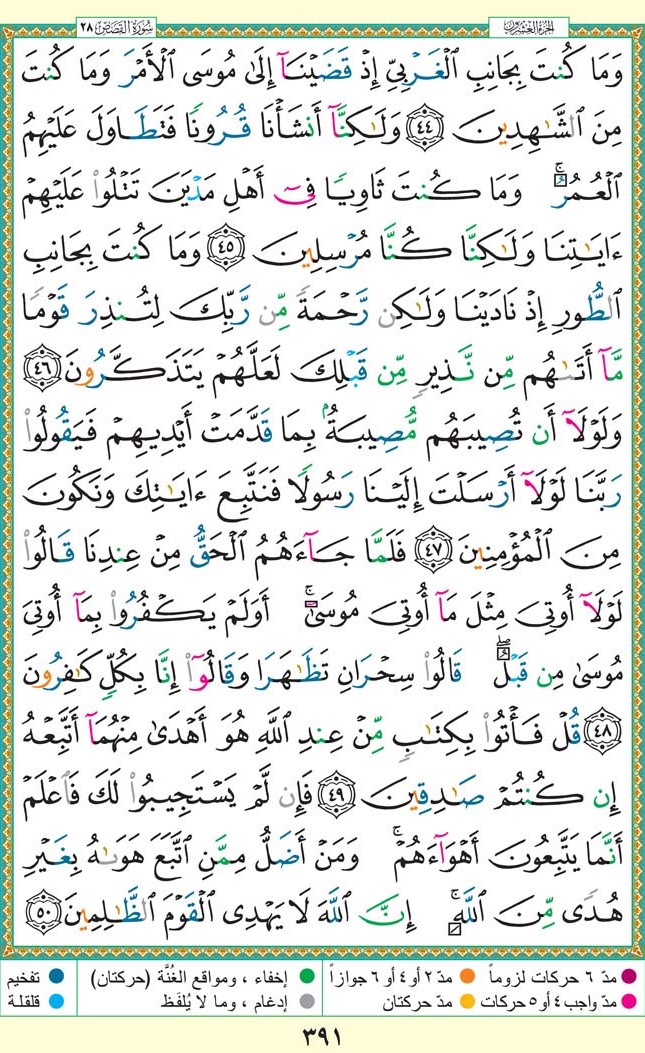 الجزء العشرون
سورة القصص ٢٨
وَمَا كُنتَ بِجَانِبِ ٱلْغَرْبِىِّ إِذْ قَضَيْنَآ إِلَىٰ مُوسَى ٱلْأَمْرَ وَمَا كُنتَ
مِنَ ٱلشَّٰهِدِينَ ٤٤ وَلَٰكِنَّآ أَنشَأْنَا قُرُونًا فَتَطَاوَلَ عَلَيْهِمُ
ٱلْعُمُرُ ۚ وَمَا كُنتَ ثَاوِيًا فِىٓ أَهْلِ مَدْيَنَ تَتْلُوا۟ عَلَيْهِمْ
ءَايَٰتِنَا وَلَٰكِنَّا كُنَّا مُرْسِلِينَ ٤٥ وَمَا كُنتَ بِجَانِبِ
ٱلطُّورِ إِذْ نَادَيْنَا وَلَٰكِن رَّحْمَةً مِّن رَّبِّكَ لِتُنذِرَ قَوْمًا
مَّآ أَتَىٰهُم مِّن نَّذِيرٍ مِّن قَبْلِكَ لَعَلَّهُمْ يَتَذَكَّرُونَ ٤٦
وَلَوْلَآ أَن تُصِيبَهُم مُّصِيبَةٌۢ بِمَا قَدَّمَتْ أَيْدِيهِمْ فَيَقُولُوا۟
رَبَّنَا لَوْلَآ أَرْسَلْتَ إِلَيْنَا رَسُولًا فَنَتَّبِعَ ءَايَٰتِكَ وَنَكُونَ
مِنَ ٱلْمُؤْمِنِينَ ٤٧ فَلَمَّا جَآءَهُمُ ٱلْحَقُّ مِنْ عِندِنَا قَالُوا۟
لَوْلَآ أُوتِىَ مِثْلَ مَآ أُوتِىَ مُوسَىٰٓ ۚ أَوَلَمْ يَكْفُرُوا۟ بِمَآ أُوتِىَ
مُوسَىٰ مِن قَبْلُ ۖ قَالُوا۟ سِحْرَانِ تَظَٰهَرَا وَقَالُوٓا۟ إِنَّا بِكُلٍّ كَٰفِرُونَ
٤٨ قُلْ فَأْتُوا۟ بِكِتَٰبٍ مِّنْ عِندِ ٱللَّهِ هُوَ أَهْدَىٰ مِنْهُمَآ أَتَّبِعْهُ
إِن كُنتُمْ صَٰدِقِينَ ٤٩ فَإِن لَّمْ يَسْتَجِيبُوا۟ لَكَ فَٱعْلَمْ
أَنَّمَا يَتَّبِعُونَ أَهْوَآءَهُمْ ۚ وَمَنْ أَضَلُّ مِمَّنِ ٱتَّبَعَ هَوَىٰهُ بِغَيْرِ
هُدًى مِّنَ ٱللَّهِ ۚ إِنَّ ٱللَّهَ لَا يَهْدِى ٱلْقَوْمَ ٱلظَّٰلِمِينَ ٥٠
مدّ ٦ حركات لزوماً مدّ ٢ أو ٤ أو ٦ جوازاً إخفاء ، ومواقع الغُنَّة (حركتان) تفخيم
مدّ واجب ٤ أو ٥ حركات مدّ حركتان إدغام ، وما لا يُلفَظ قلقلة
٣٩١